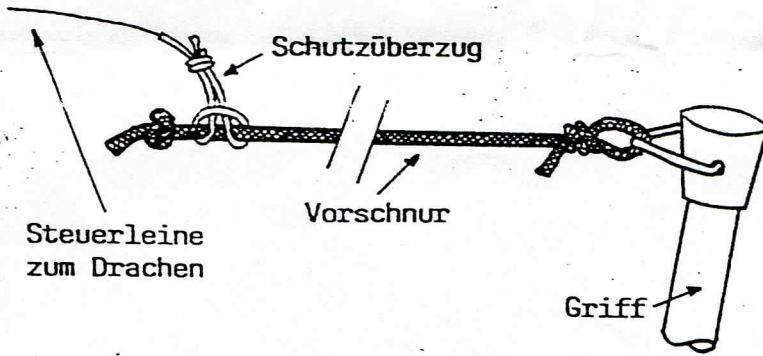 Schutzüberzug
Vorschnur
Steuerleine
zum Drachen
Griff